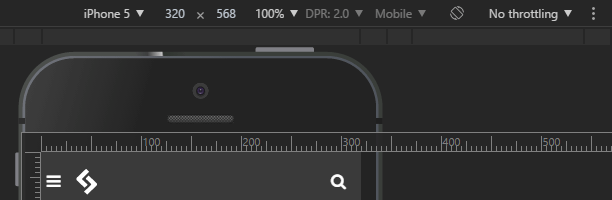 iPhone 5 ▼ 320 × 568 100% ▼ DPR: 2.0 ▼ Mobile ▼ No throttling ▼
100 200 300 400 500